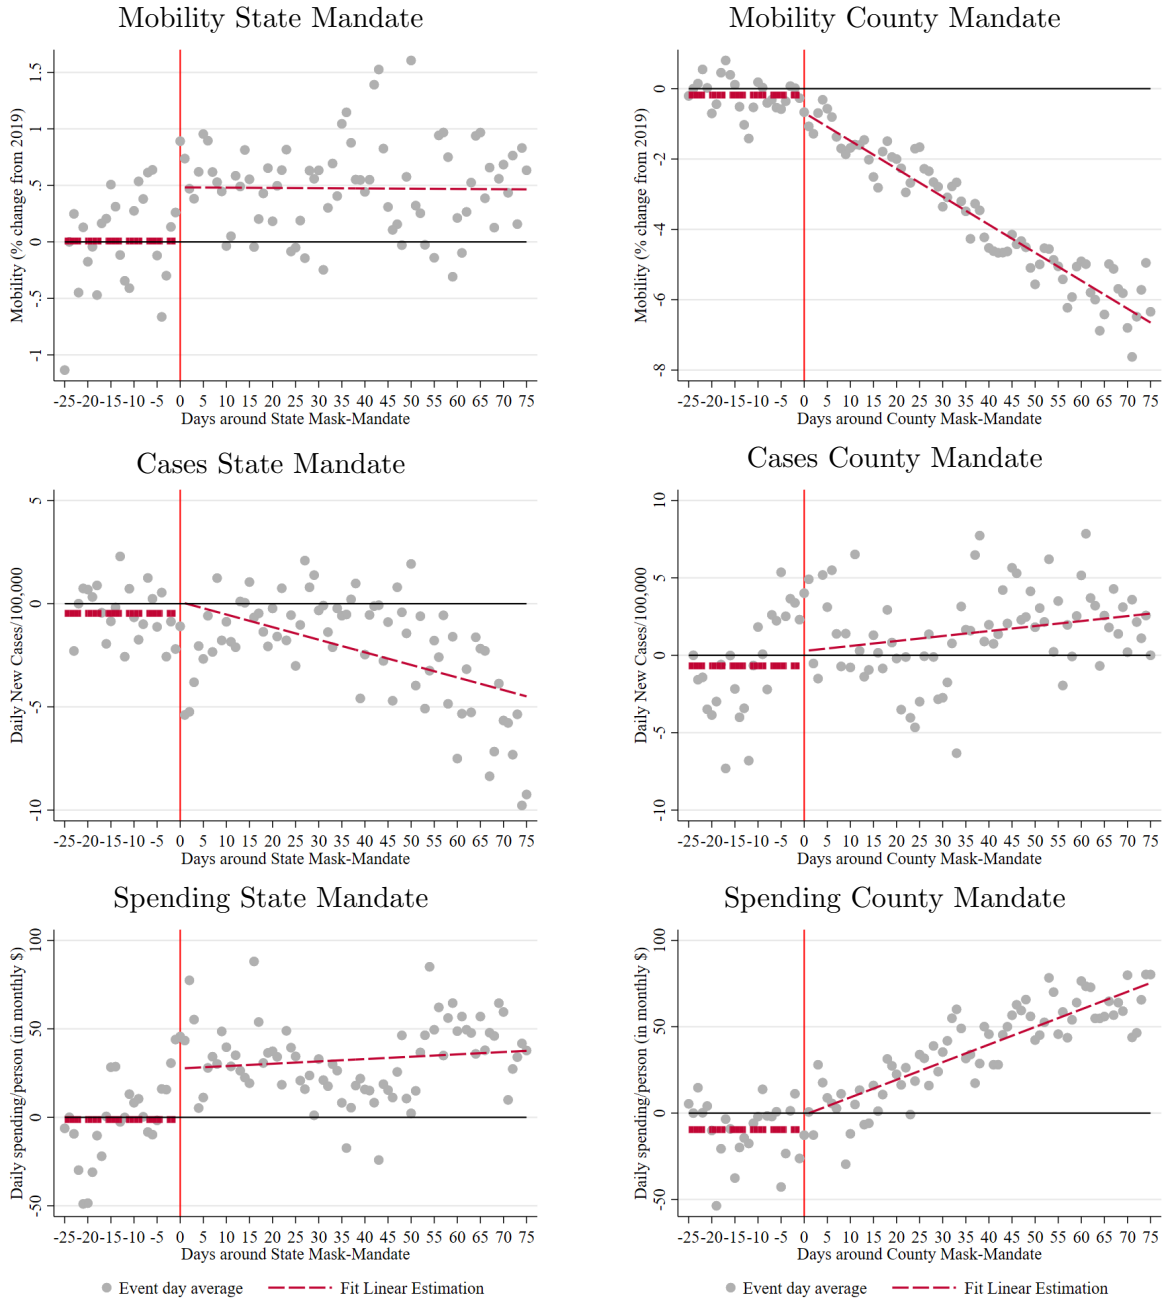 Mobility State Mandate
Mobility (% change from 2019)
1.5
1
.5
0
-.5
-1
-25 -20 -15 -10 -5 0 5 10 15 20 25 30 35 40 45 50 55 60 65 70 75
Days around State Mask-Mandate
Mobility County Mandate
Mobility (% change from 2019)
0
-2
-4
-6
-8
-25 -20 -15 -10 -5 0 5 10 15 20 25 30 35 40 45 50 55 60 65 70 75
Days around County Mask-Mandate
Cases State Mandate
Daily New Cases/100,000
5
0
-5
-10
-25 -20 -15 -10 -5 0 5 10 15 20 25 30 35 40 45 50 55 60 65 70 75
Days around State Mask-Mandate
Cases County Mandate
Daily New Cases/100,000
10
5
0
-5
-10
-25 -20 -15 -10 -5 0 5 10 15 20 25 30 35 40 45 50 55 60 65 70 75
Days around County Mask-Mandate
Spending State Mandate
Daily spending/person (in monthly $)
100
50
0
-50
-25 -20 -15 -10 -5 0 5 10 15 20 25 30 35 40 45 50 55 60 65 70 75
Days around State Mask-Mandate
Spending County Mandate
Daily spending/person (in monthly $)
100
50
0
-50
-25 -20 -15 -10 -5 0 5 10 15 20 25 30 35 40 45 50 55 60 65 70 75
Days around County Mask-Mandate
Event day average Fit Linear Estimation
Event day average Fit Linear Estimation